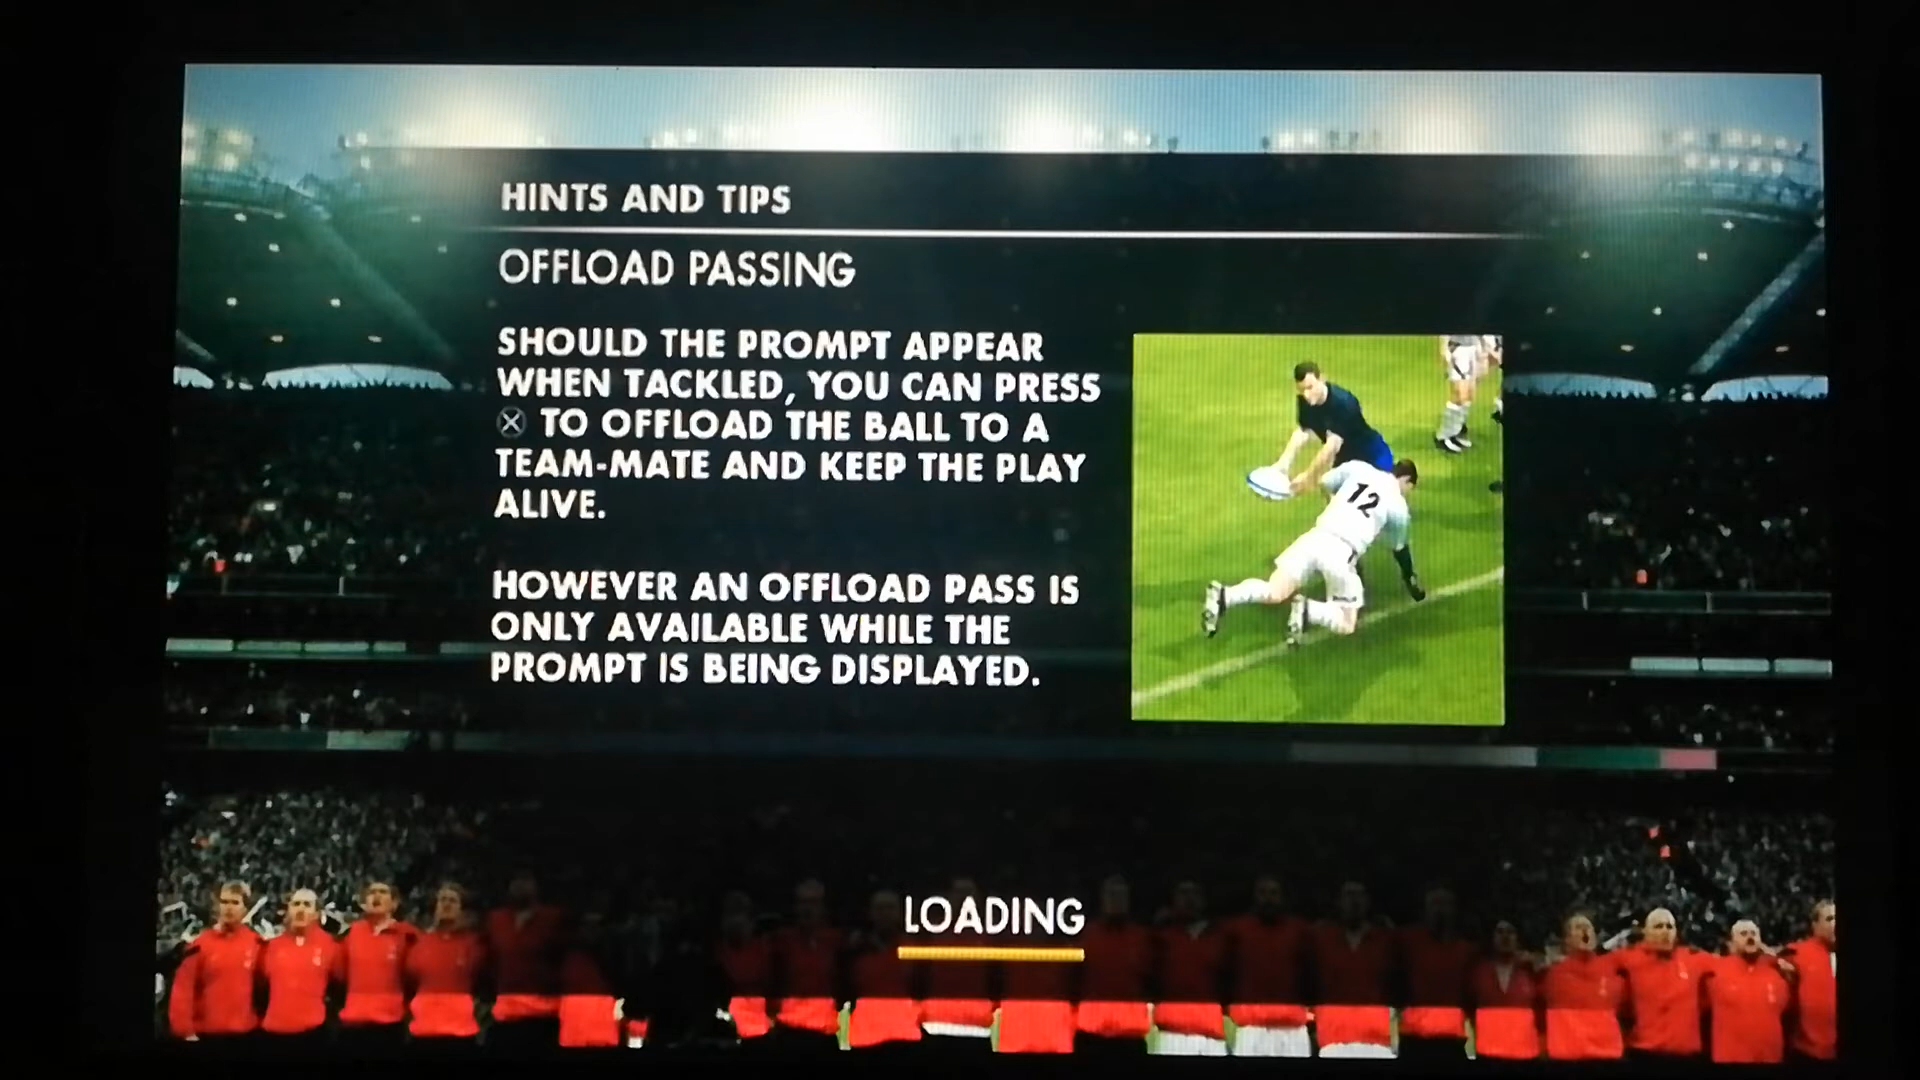 HINTS AND TIPS
OFFLOAD PASSING
SHOULD THE PROMPT APPEAR
WHEN TACKLED, YOU CAN PRESS
ⓧ TO OFFLOAD THE BALL TO A
TEAM-MATE AND KEEP THE PLAY
ALIVE.
HOWEVER AN OFFLOAD PASS IS
ONLY AVAILABLE WHILE THE
PROMPT IS BEING DISPLAYED.
12
LOADING